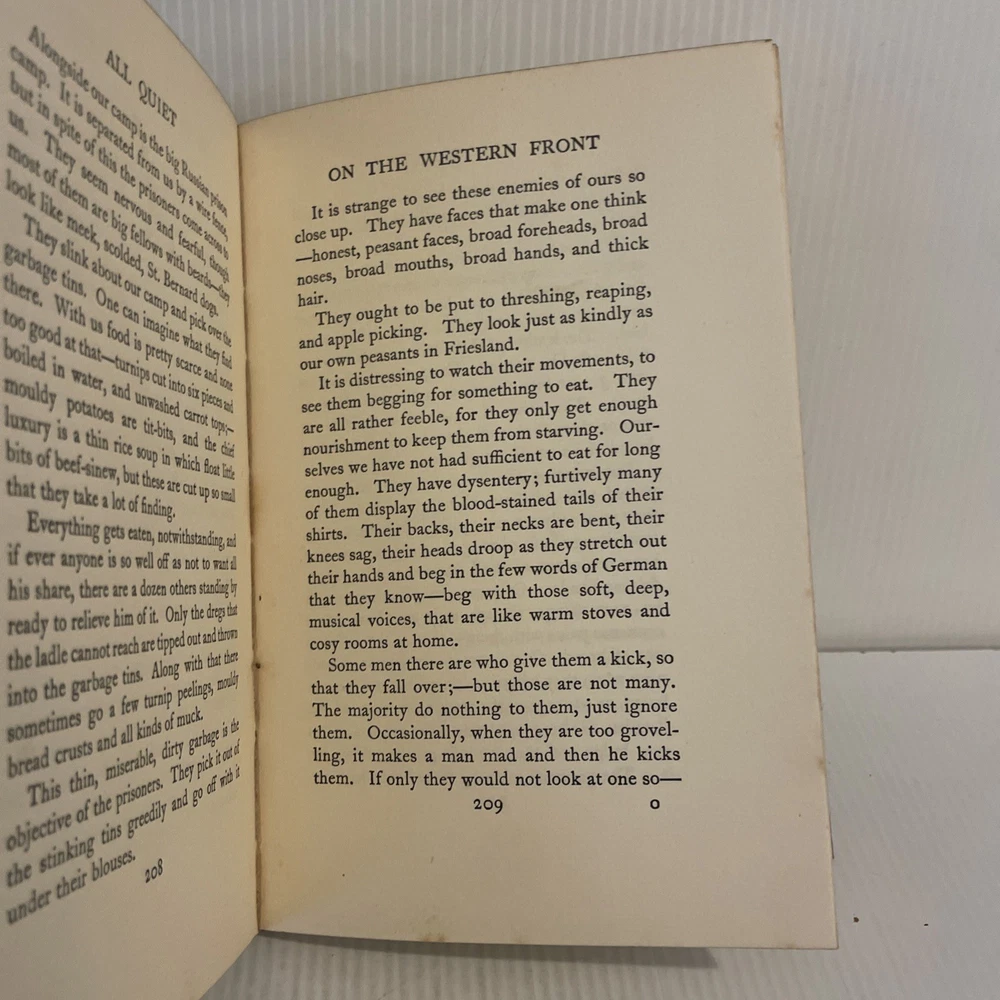 ALL QUIET
Alongside our camp is the big Russian prison
camp. It is separated from us by a wire fence,
but in spite of this the prisoners come across to
us. They seem nervous and fearful, though
most of them are big fellows with beards—they
look like meek, scolded, St. Bernard dogs.
They slink about our camp and pick over the
garbage tins. One can imagine what they find
there. With us food is pretty scarce and none
too good at that—turnips cut into six pieces and
boiled in water, and unwashed carrot tops;—
mouldy potatoes are tit-bits, and the chief
luxury is a thin rice soup in which float little
bits of beef-sinew, but these are cut up so small
that they take a lot of finding.
Everything gets eaten, notwithstanding, and
if ever anyone is so well off as not to want all
his share, there are a dozen others standing by
ready to relieve him of it. Only the dregs that
the ladle cannot reach are tipped out and thrown
into the garbage tins. Along with that there
sometimes go a few turnip peelings, mouldy
bread crusts and all kinds of muck.
This thin, miserable, dirty garbage is the
objective of the prisoners. They pick it out of
the stinking tins greedily and go off with it
under their blouses.
208
ON THE WESTERN FRONT
It is strange to see these enemies of ours so
close up. They have faces that make one think
—honest, peasant faces, broad foreheads, broad
noses, broad mouths, broad hands, and thick
hair.
They ought to be put to threshing, reaping,
and apple picking. They look just as kindly as
our own peasants in Friesland.
It is distressing to watch their movements, to
see them begging for something to eat. They
are all rather feeble, for they only get enough
nourishment to keep them from starving. Our-
selves we have not had sufficient to eat for long
enough. They have dysentery; furtively many
of them display the blood-stained tails of their
shirts. Their backs, their necks are bent, their
knees sag, their heads droop as they stretch out
their hands and beg in the few words of German
that they know—beg with those soft, deep,
musical voices, that are like warm stoves and
cosy rooms at home.
Some men there are who give them a kick, so
that they fall over;—but those are not many.
The majority do nothing to them, just ignore
them. Occasionally, when they are too grovel-
ling, it makes a man mad and then he kicks
them. If only they would not look at one so—
209 O